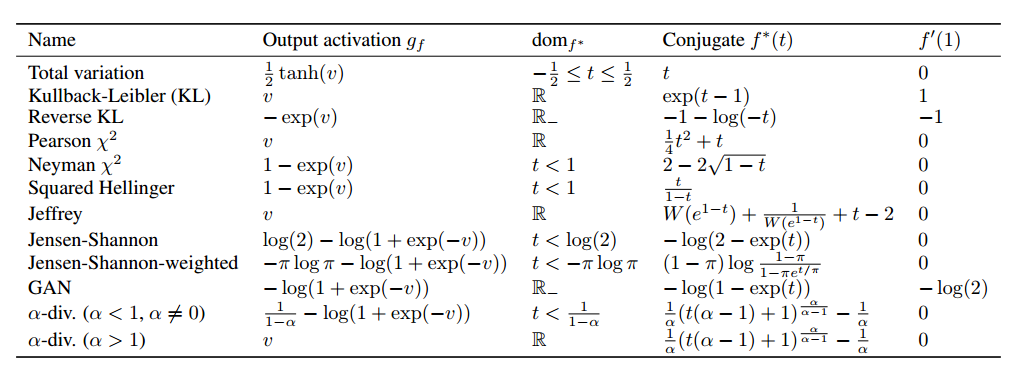 Name Output activation g_f dom_{f*} Conjugate f*(t) f′(1)
Total variation ½ tanh(v) −½ ≤ t ≤ ½ t 0
Kullback-Leibler (KL) v ℝ exp(t − 1) 1
Reverse KL − exp(v) ℝ₋ −1 − log(−t) −1
Pearson χ² v ℝ ¼t² + t 0
Neyman χ² 1 − exp(v) t < 1 2 − 2√(1 − t) 0
Squared Hellinger 1 − exp(v) t < 1 t/(1−t) 0
Jeffrey v ℝ W(e^{1−t}) + 1/W(e^{1−t}) + t − 2 0
Jensen-Shannon log(2) − log(1 + exp(−v)) t < log(2) − log(2 − exp(t)) 0
Jensen-Shannon-weighted −π log π − log(1 + exp(−v)) t < −π log π (1 − π) log (1−π)/(1−πe^{t/π}) 0
GAN − log(1 + exp(−v)) ℝ₋ − log(1 − exp(t)) − log(2)
α-div. (α < 1, α ≠ 0) 1/(1−α) − log(1 + exp(−v)) t < 1/(1−α) 1/α (t(α − 1) + 1)^{α/(α−1)} − 1/α 0
α-div. (α > 1) v ℝ 1/α (t(α − 1) + 1)^{α/(α−1)} − 1/α 0